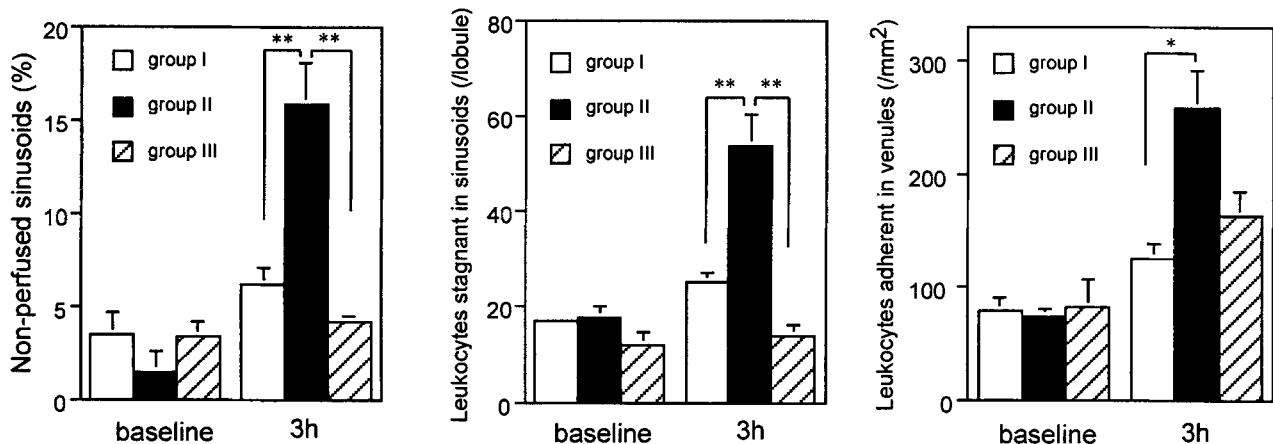 Non-perfused sinusoids (%)
20
15
10
5
0
group I
group II
group III
** **
baseline 3h
Leukocytes stagnant in sinusoids (/lobule)
80
60
40
20
0
group I
group II
group III
** **
baseline 3h
Leukocytes adherent in venules (/mm²)
300
200
100
0
group I
group II
group III
*
baseline 3h